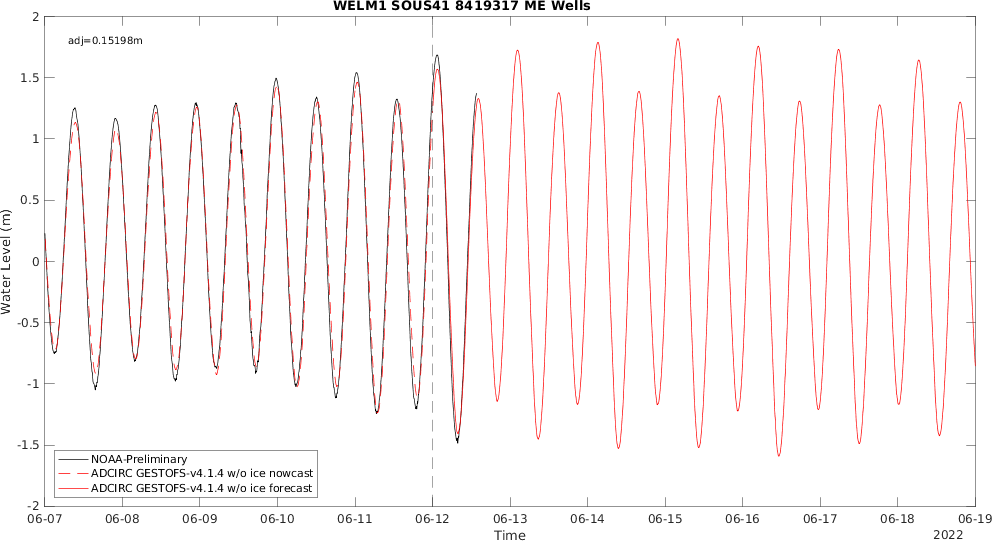 WELM1 SOUS41 8419317 ME Wells
adj=0.15198m
2
1.5
1
0.5
0
-0.5
-1
-1.5
-2
Water Level (m)
NOAA-Preliminary
ADCIRC GESTOFS-v4.1.4 w/o ice nowcast
ADCIRC GESTOFS-v4.1.4 w/o ice forecast
06-07 06-08 06-09 06-10 06-11 06-12 06-13 06-14 06-15 06-16 06-17 06-18 06-19
Time
2022